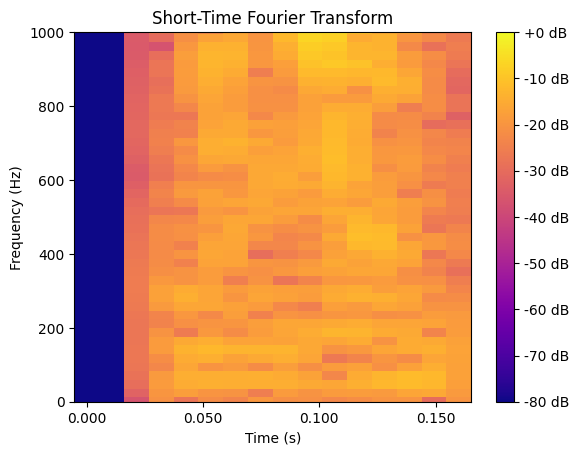 Short-Time Fourier Transform
1000
800
600
400
200
0
Frequency (Hz)
0.000
0.050
0.100
0.150
Time (s)
+0 dB
-10 dB
-20 dB
-30 dB
-40 dB
-50 dB
-60 dB
-70 dB
-80 dB